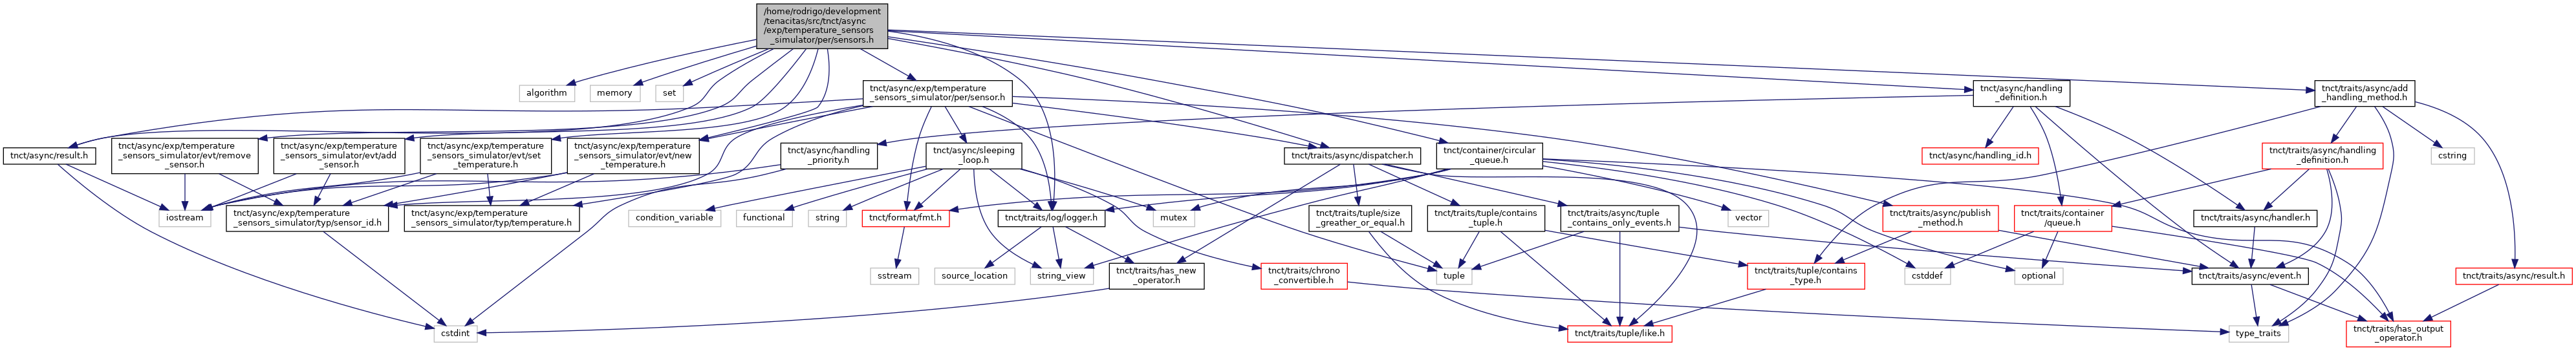 /home/rodrigo/development
/tenacitas/src/tnct/async
/exp/temperature_sensors
_simulator/per/sensors.h
algorithm
memory
set
tnct/async/exp/temperature
_sensors_simulator/per/sensor.h
tnct/async/handling
_definition.h
tnct/traits/async/add
_handling_method.h
tnct/async/result.h
tnct/async/exp/temperature
_sensors_simulator/evt/remove
_sensor.h
tnct/async/exp/temperature
_sensors_simulator/evt/add
_sensor.h
tnct/async/exp/temperature
_sensors_simulator/evt/set
_temperature.h
tnct/async/exp/temperature
_sensors_simulator/evt/new
_temperature.h
tnct/async/handling
_priority.h
tnct/async/sleeping
_loop.h
tnct/traits/async/dispatcher.h
tnct/container/circular
_queue.h
tnct/async/handling_id.h
tnct/traits/async/handling
_definition.h
cstring
iostream
tnct/async/exp/temperature
_sensors_simulator/typ/sensor_id.h
tnct/async/exp/temperature
_sensors_simulator/typ/temperature.h
condition_variable
functional
string
tnct/format/fmt.h
tnct/traits/log/logger.h
mutex
tnct/traits/tuple/size
_greather_or_equal.h
tnct/traits/tuple/contains
_tuple.h
tnct/traits/async/tuple
_contains_only_events.h
vector
tnct/traits/async/publish
_method.h
tnct/traits/container
/queue.h
tnct/traits/async/handler.h
sstream
source_location
string_view
tnct/traits/has_new
_operator.h
tnct/traits/chrono
_convertible.h
tuple
tnct/traits/tuple/contains
_type.h
cstddef
optional
tnct/traits/async/event.h
tnct/traits/async/result.h
cstdint
tnct/traits/tuple/like.h
type_traits
tnct/traits/has_output
_operator.h